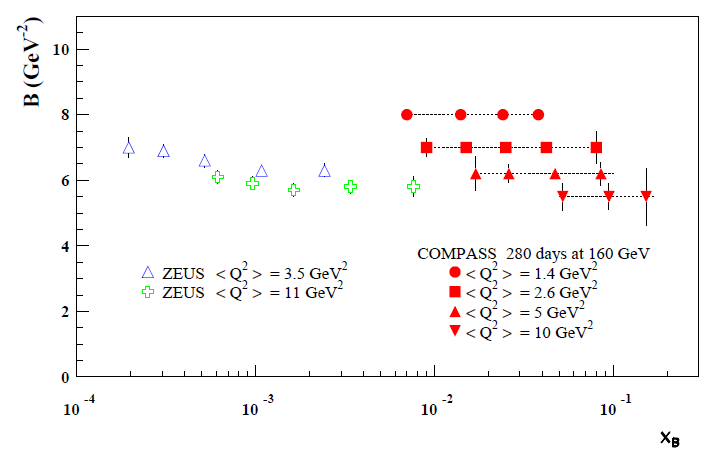 B (GeV⁻²)
10
8
6
4
2
0
COMPASS 280 days at 160 GeV
ZEUS < Q² > = 3.5 GeV²
ZEUS < Q² > = 11 GeV²
< Q² > = 1.4 GeV²
< Q² > = 2.6 GeV²
< Q² > = 5 GeV²
< Q² > = 10 GeV²
10⁻⁴
10⁻³
10⁻²
10⁻¹
x_B